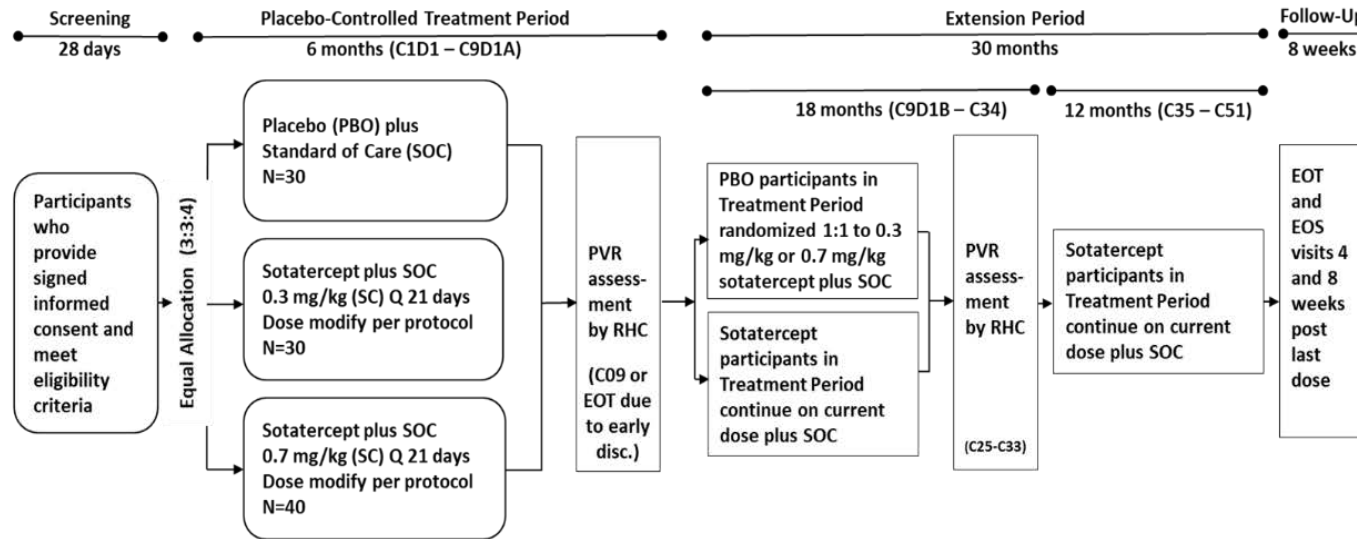 Screening
28 days
Placebo-Controlled Treatment Period
6 months (C1D1 – C9D1A)
Extension Period
30 months
Follow-Up
8 weeks
18 months (C9D1B – C34)
12 months (C35 – C51)
Participants
who
provide
signed
informed
consent and
meet
eligibility
criteria
Equal Allocation (3:3:4)
Placebo (PBO) plus
Standard of Care (SOC)
N=30
Sotatercept plus SOC
0.3 mg/kg (SC) Q 21 days
Dose modify per protocol
N=30
Sotatercept plus SOC
0.7 mg/kg (SC) Q 21 days
Dose modify per protocol
N=40
PVR
assess-
ment
by RHC
(C09 or
EOT due
to early
disc.)
PBO participants in
Treatment Period
randomized 1:1 to 0.3
mg/kg or 0.7 mg/kg
sotatercept plus SOC
Sotatercept
participants in
Treatment Period
continue on current
dose plus SOC
PVR
assess-
ment
by RHC
(C25-C33)
Sotatercept
participants in
Treatment Period
continue on current
dose plus SOC
EOT
and
EOS
visits 4
and 8
weeks
post
last
dose